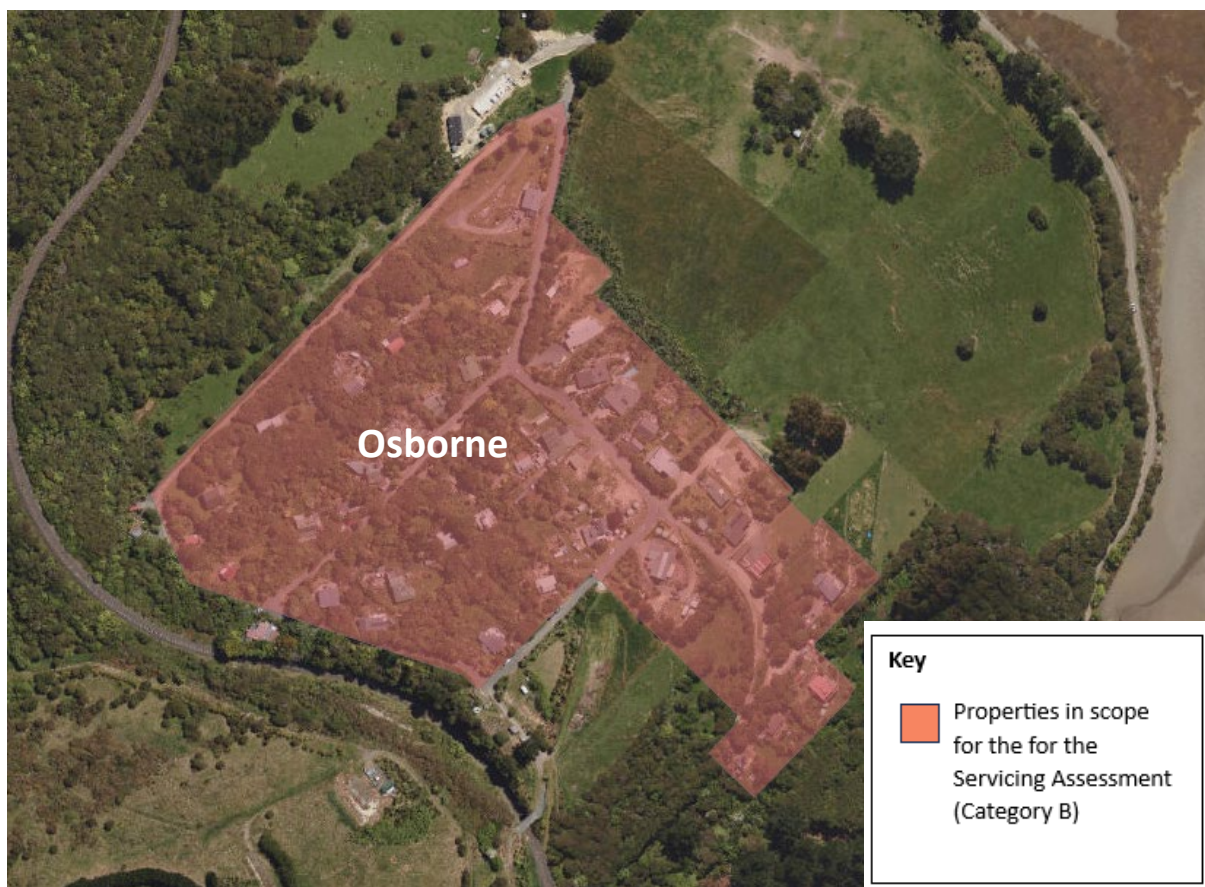 Osborne
Key
Properties in scope
for the for the
Servicing Assessment
(Category B)